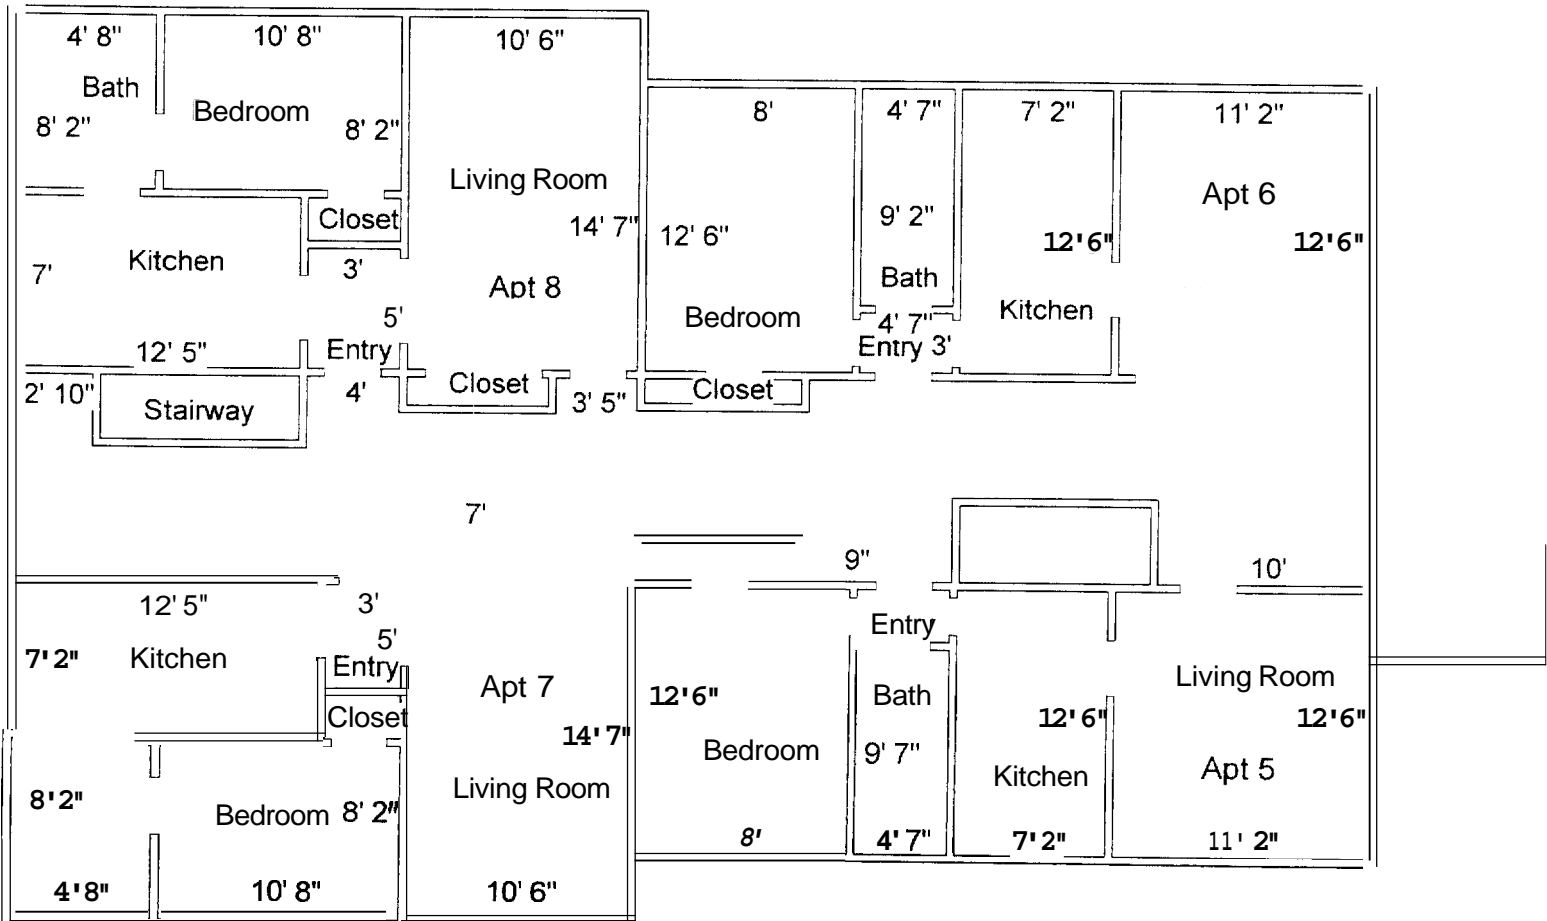 4' 8" 10' 8" 10' 6"
Bath
Bedroom
8' 2" 8' 2"
8' 4' 7" 7' 2" 11' 2"
Living Room
Apt 6
Closet
14' 7" 12' 6" 9' 2" 12'6" 12'6"
Kitchen
7' 3'
Apt 8
Bath
Bedroom Kitchen
5' 4' 7"
Entry 3'
12' 5" Entry
2' 10" 4' Closet 3' 5" Closet
Stairway
7'
9" 10'
12' 5" 3'
5' Entry
7'2" Kitchen Entry
Apt 7 12'6" Bath Living Room
Closet 12'6" 12'6"
14'7"
Bedroom 9' 7"
Kitchen Apt 5
Living Room
8'2" Bedroom 8' 2"
8' 4' 7" 7'2" 11' 2"
4'8" 10' 8" 10' 6"